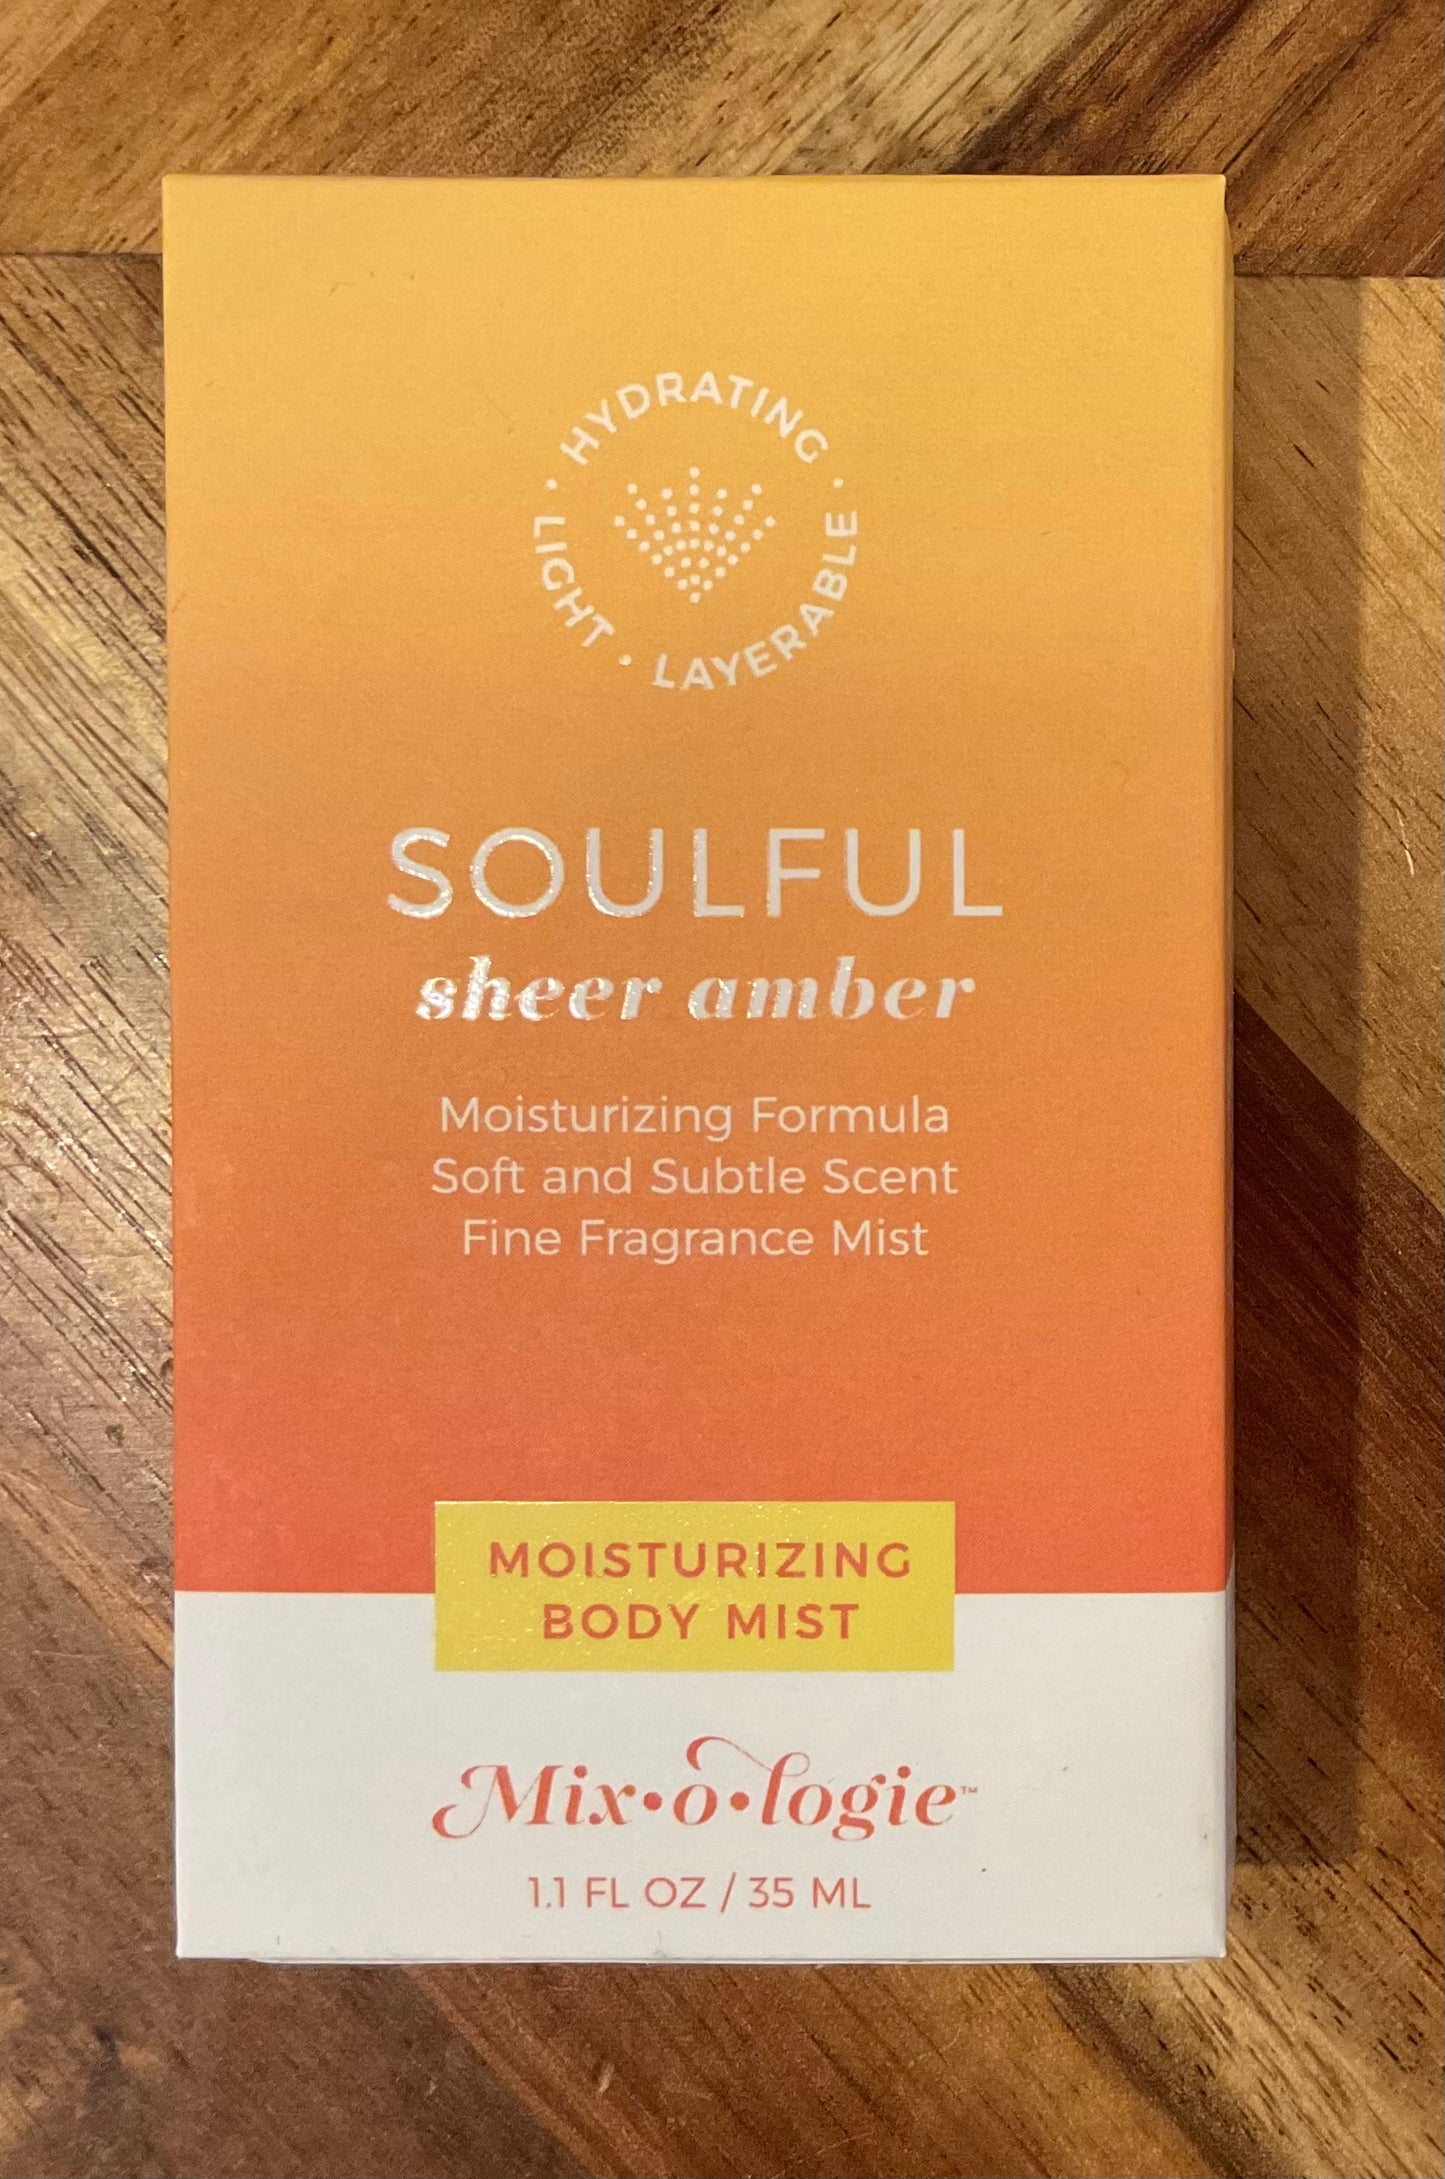 HYDRATING · LAYERABLE · LIGHT ·
SOULFUL
sheer amber
Moisturizing Formula
Soft and Subtle Scent
Fine Fragrance Mist
MOISTURIZING
BODY MIST
Mix•o•logie™
1.1 FL OZ / 35 ML